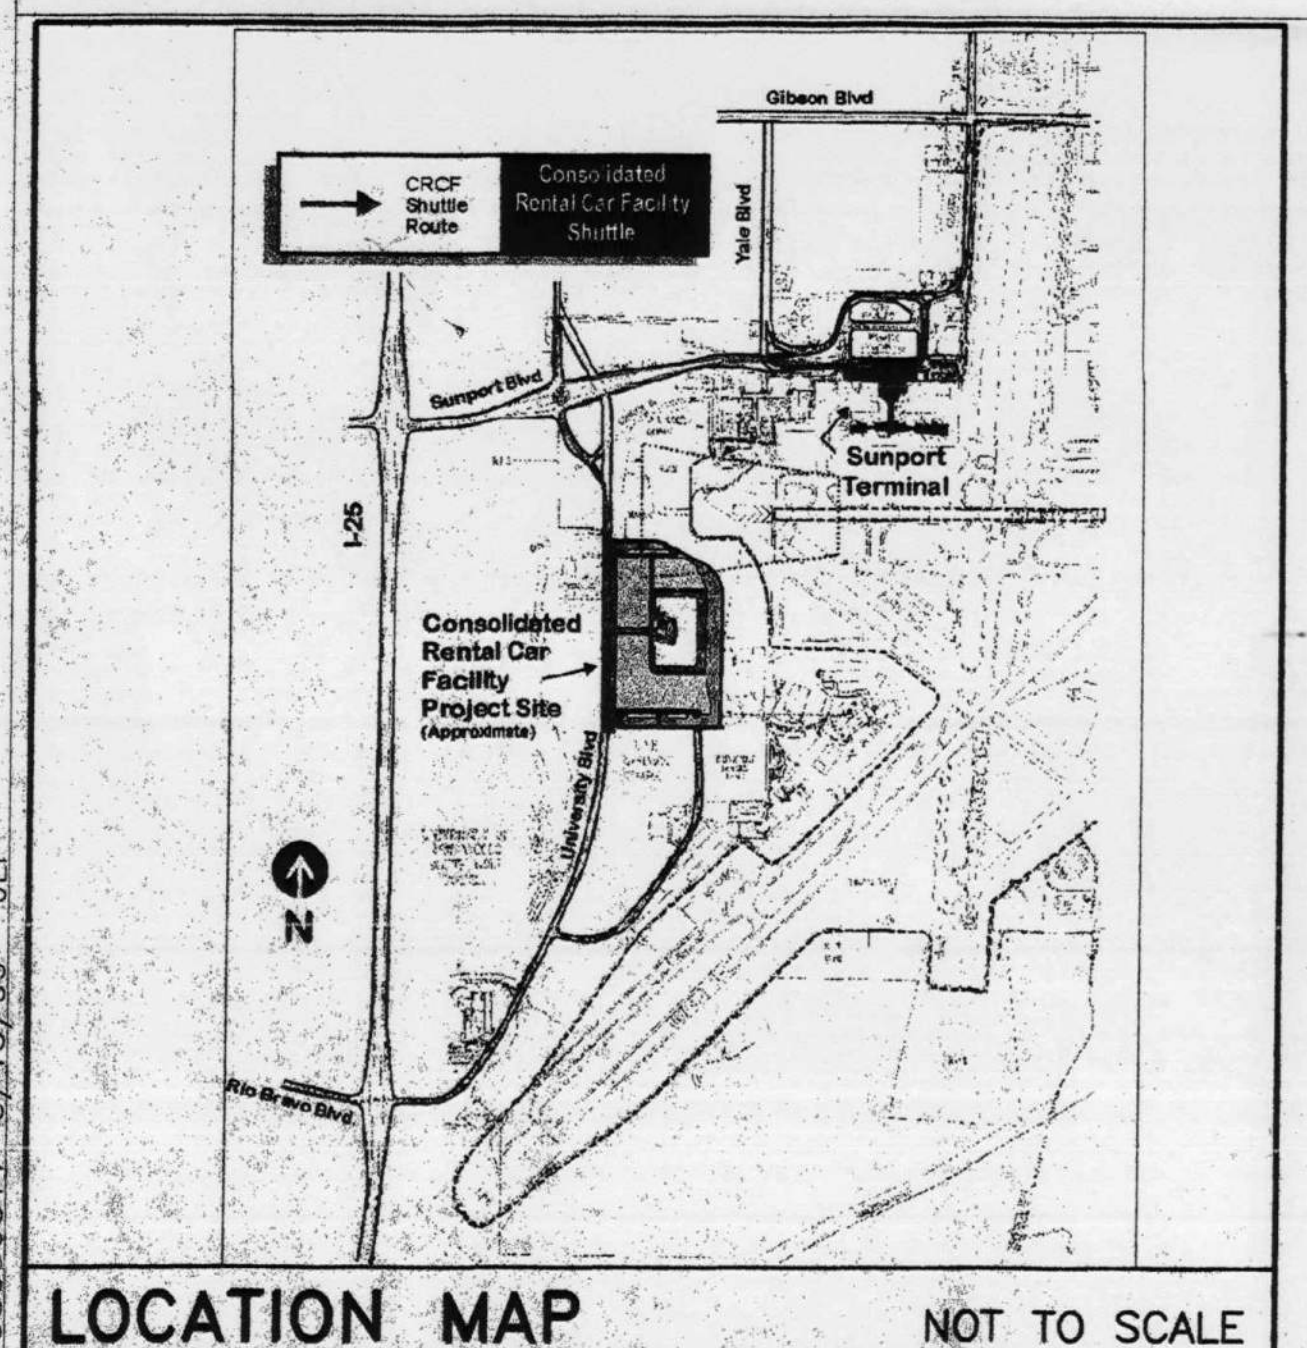 Gibson Blvd
CRCF
Shuttle
Route
Consolidated
Rental Car Facility
Shuttle
Yale Blvd
Sunport Blvd
Sunport
Terminal
I-25
Consolidated
Rental Car
Facility
Project Site
(Approximate)
University Blvd
N
Rio Bravo Blvd
LOCATION MAP
NOT TO SCALE